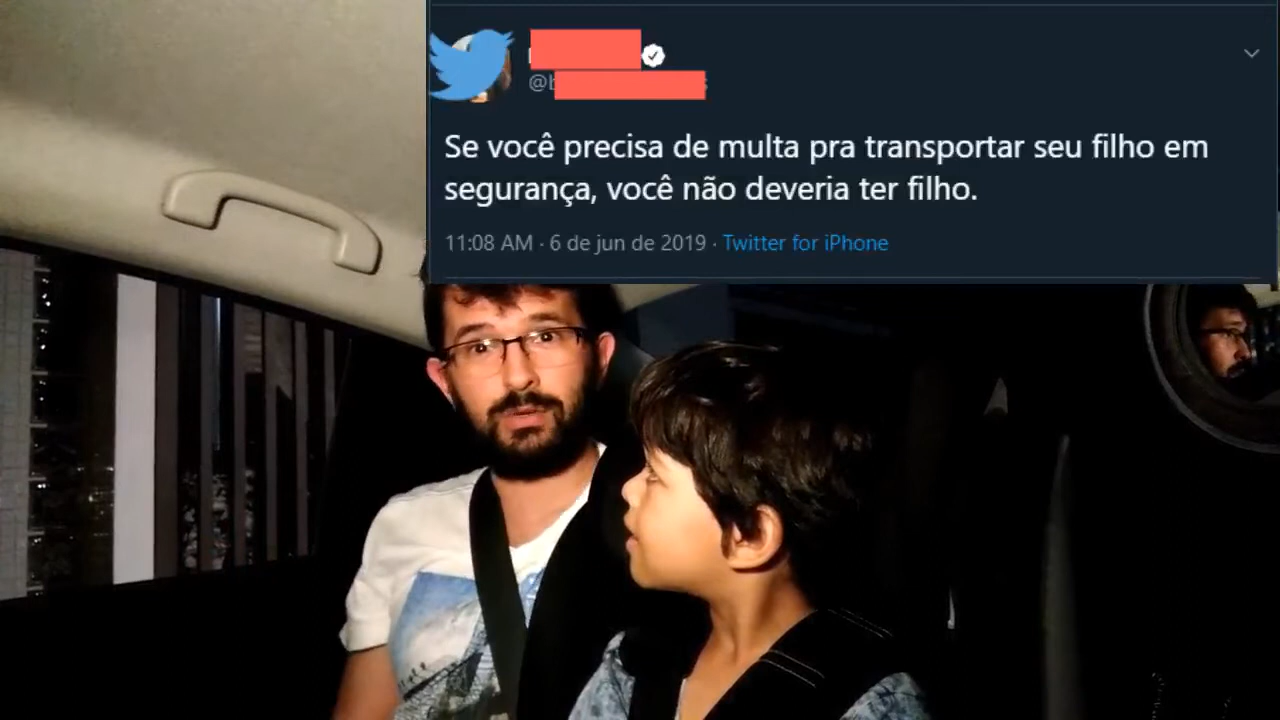 @b
Se você precisa de multa pra transportar seu filho em
segurança, você não deveria ter filho.
11:08 AM · 6 de jun de 2019 · Twitter for iPhone